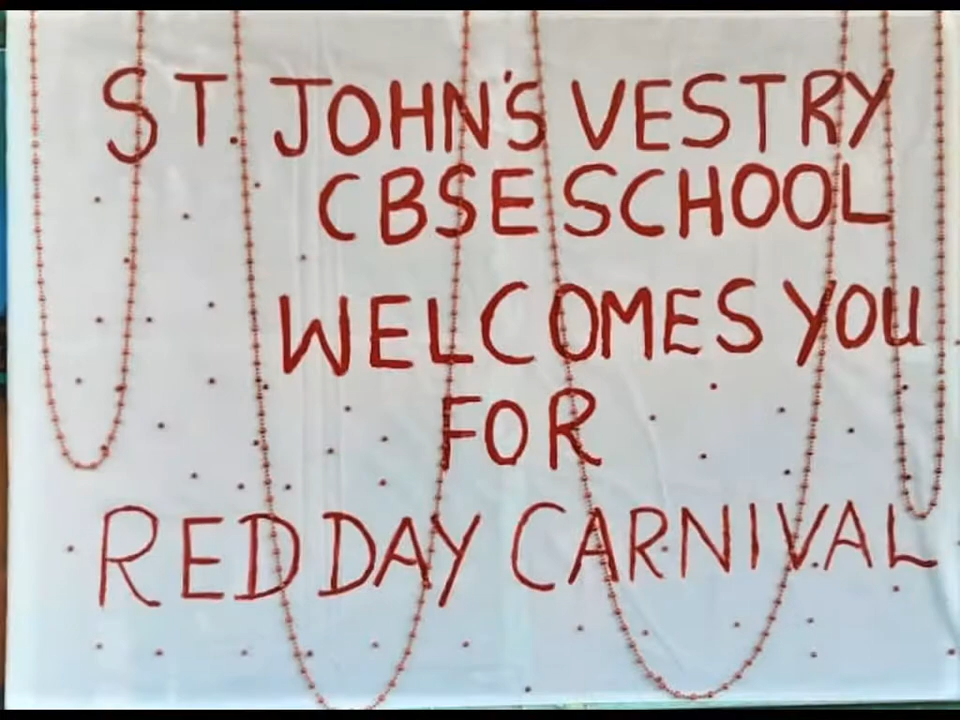 ST. JOHN'S VESTRY
CBSE SCHOOL
WELCOMES YOU
FOR
RED DAY CARNIVAL